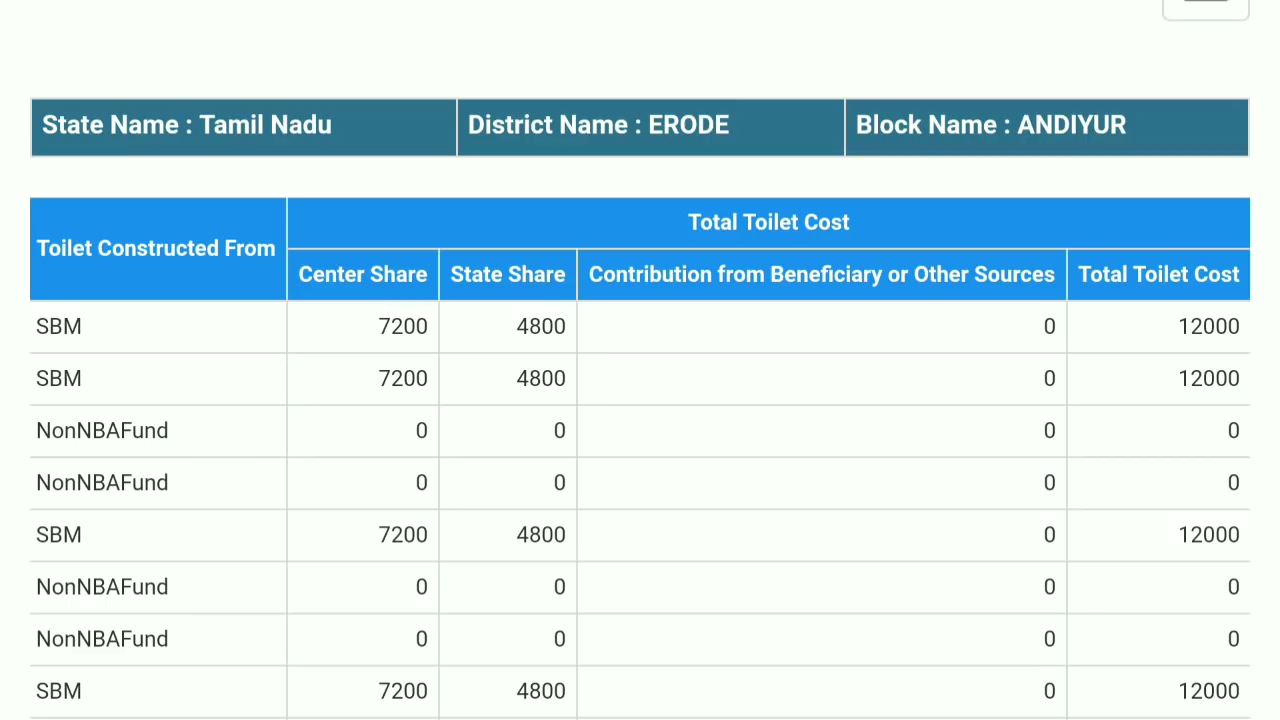 State Name : Tamil Nadu District Name : ERODE Block Name : ANDIYUR
Toilet Constructed From Total Toilet Cost
Center Share State Share Contribution from Beneficiary or Other Sources Total Toilet Cost
SBM 7200 4800 0 12000
SBM 7200 4800 0 12000
NonNBAFund 0 0 0 0
NonNBAFund 0 0 0 0
SBM 7200 4800 0 12000
NonNBAFund 0 0 0 0
NonNBAFund 0 0 0 0
SBM 7200 4800 0 12000